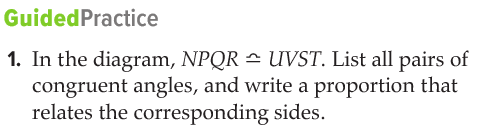 GuidedPractice
1. In the diagram, NPQR ≏ UVST. List all pairs of
congruent angles, and write a proportion that
relates the corresponding sides.